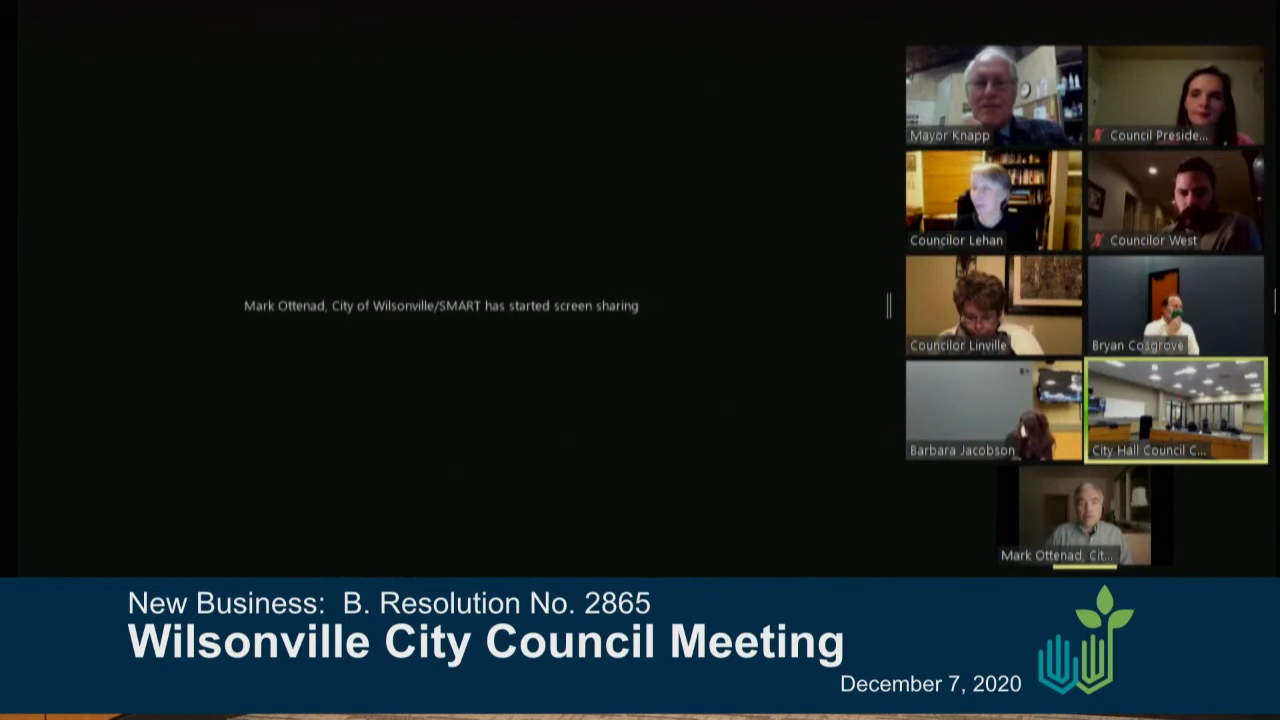 Mayor Knapp
Council Preside...
Councilor Lehan
Councilor West
Mark Ottenad, City of Wilsonville/SMART has started screen sharing
Councilor Linville
Bryan Cosgrove
Barbara Jacobson
City Hall Council C...
Mark Ottenad, Cit...
New Business: B. Resolution No. 2865
Wilsonville City Council Meeting
December 7, 2020